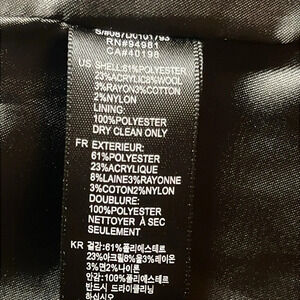 S/#067D0101793
RN#94981
CA#40198
US SHELL:61%POLYESTER
23%ACRYLIC8%WOOL
3%RAYON3%COTTON
2%NYLON
LINING:
100%POLYESTER
DRY CLEAN ONLY
FR EXTERIEUR:
61%POLYESTER
23%ACRYLIQUE
8%LAINE3%RAYONNE
3%COTON2%NYLON
DOUBLURE:
100%POLYESTER
NETTOYER À SEC
SEULEMENT
KR 겉감:61%폴리에스테르
23%아크릴8%울3%레이온
3%면2%나이론
안감:100%폴리에스테르
반드시 드라이클리닝
하십시오